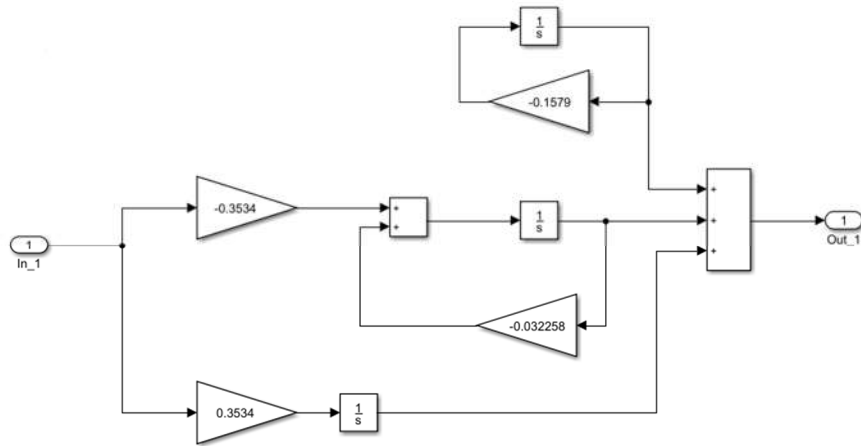 1
s
-0.1579
-0.3534
+
+
1
s
+
+
+
1
In_1
1
Out_1
-0.032258
0.3534
1
s